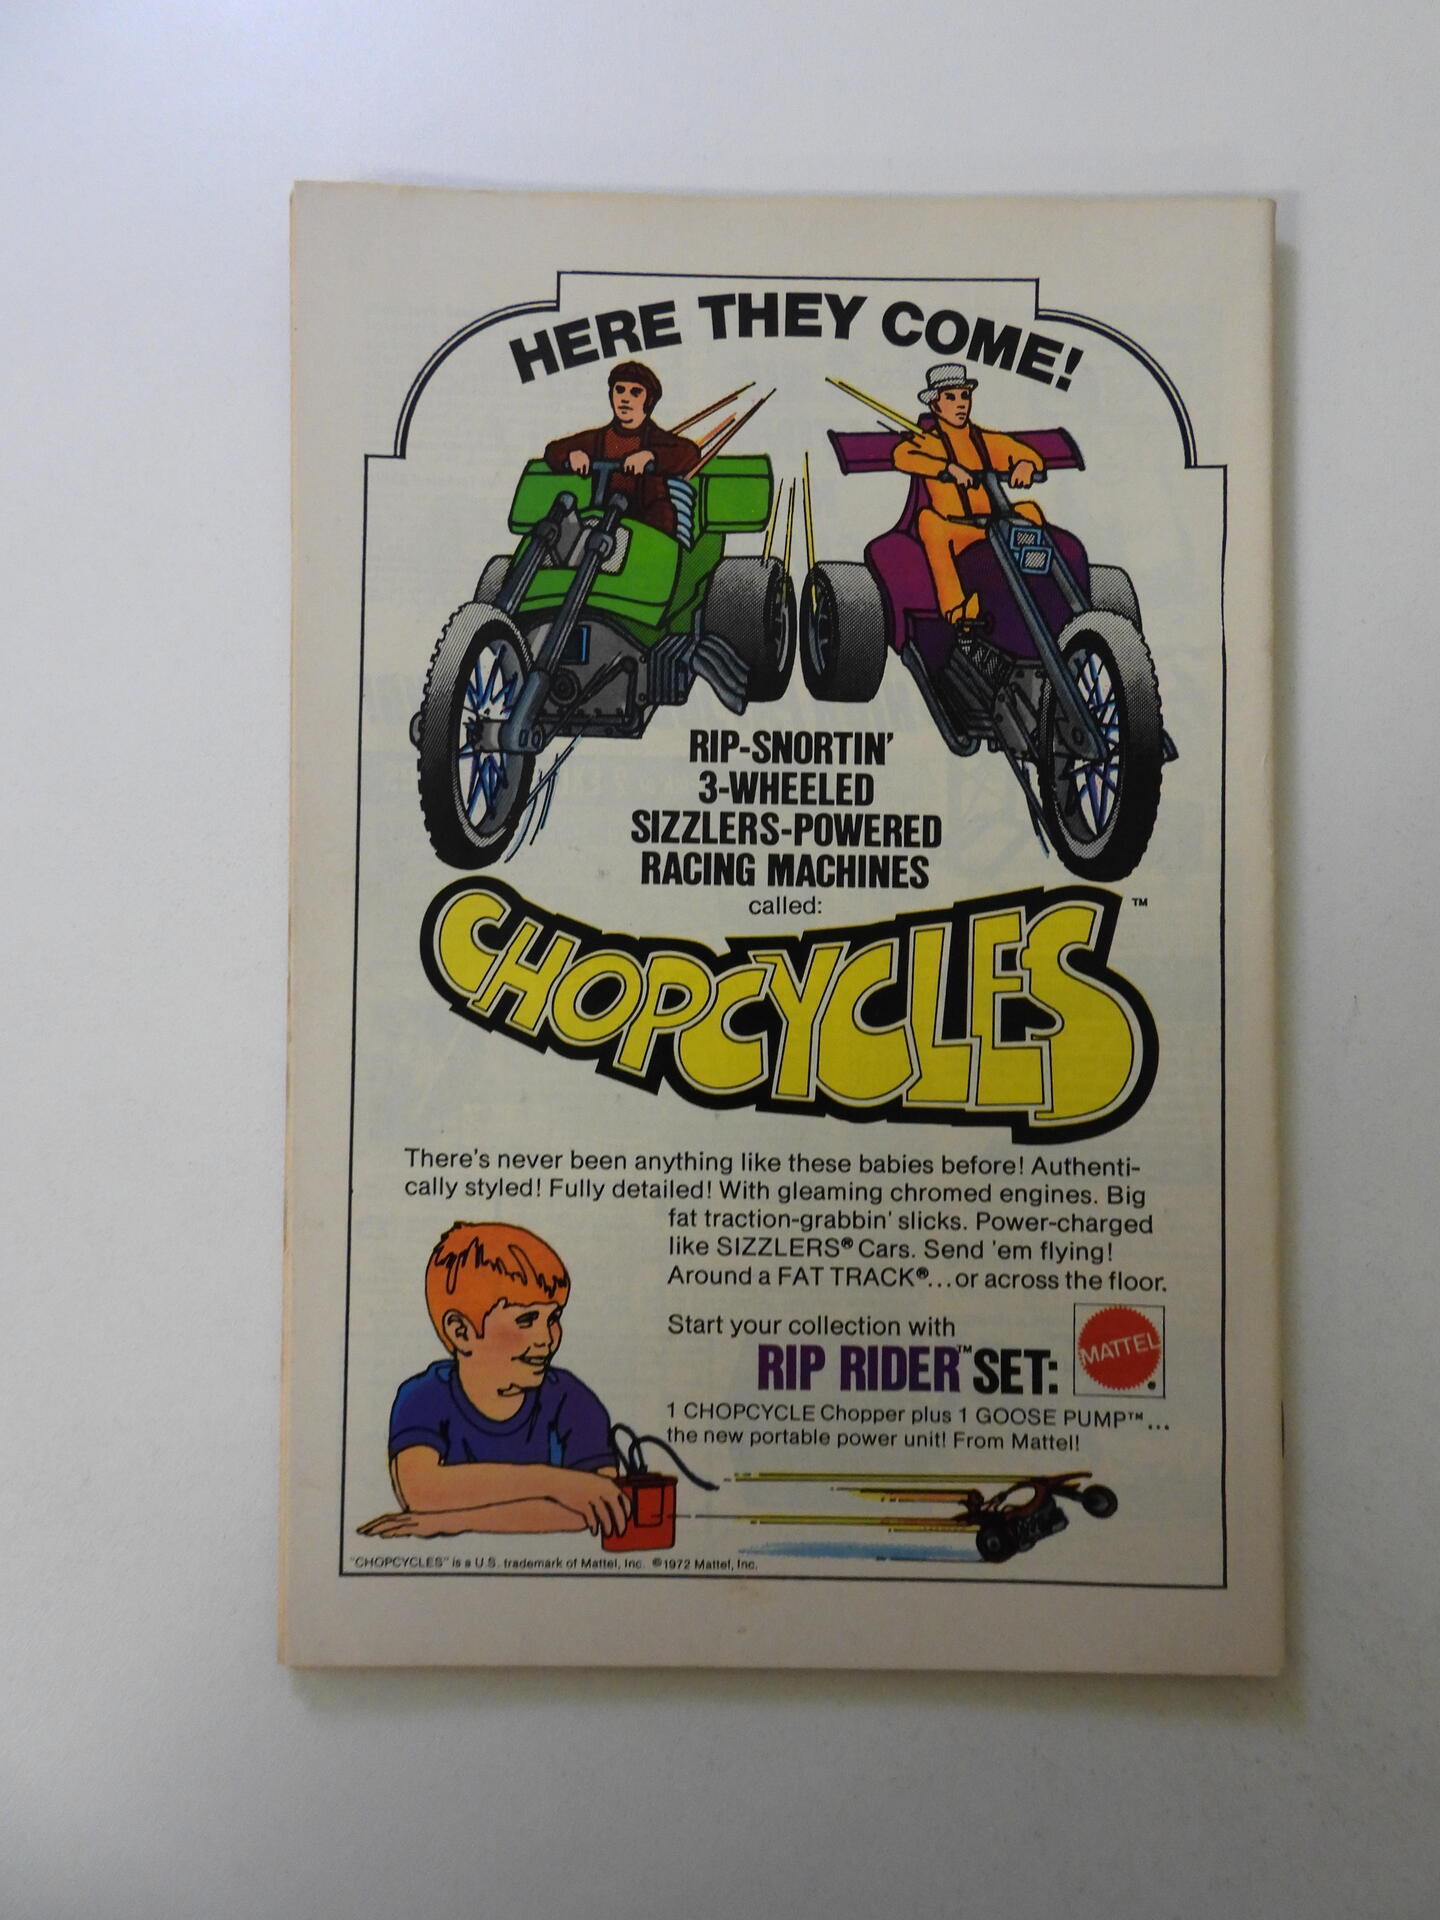 HERE THEY COME!
RIP-SNORTIN'
3-WHEELED
SIZZLERS-POWERED
RACING MACHINES
called:
CHOPCYCLES™
There's never been anything like these babies before! Authenti-
cally styled! Fully detailed! With gleaming chromed engines. Big
fat traction-grabbin' slicks. Power-charged
like SIZZLERS® Cars. Send 'em flying!
Around a FAT TRACK®...or across the floor.
Start your collection with
RIP RIDER™ SET:
MATTEL
1 CHOPCYCLE Chopper plus 1 GOOSE PUMP™...
the new portable power unit! From Mattel!
"CHOPCYCLES" is a U.S. trademark of Mattel, Inc. ©1972 Mattel, Inc.